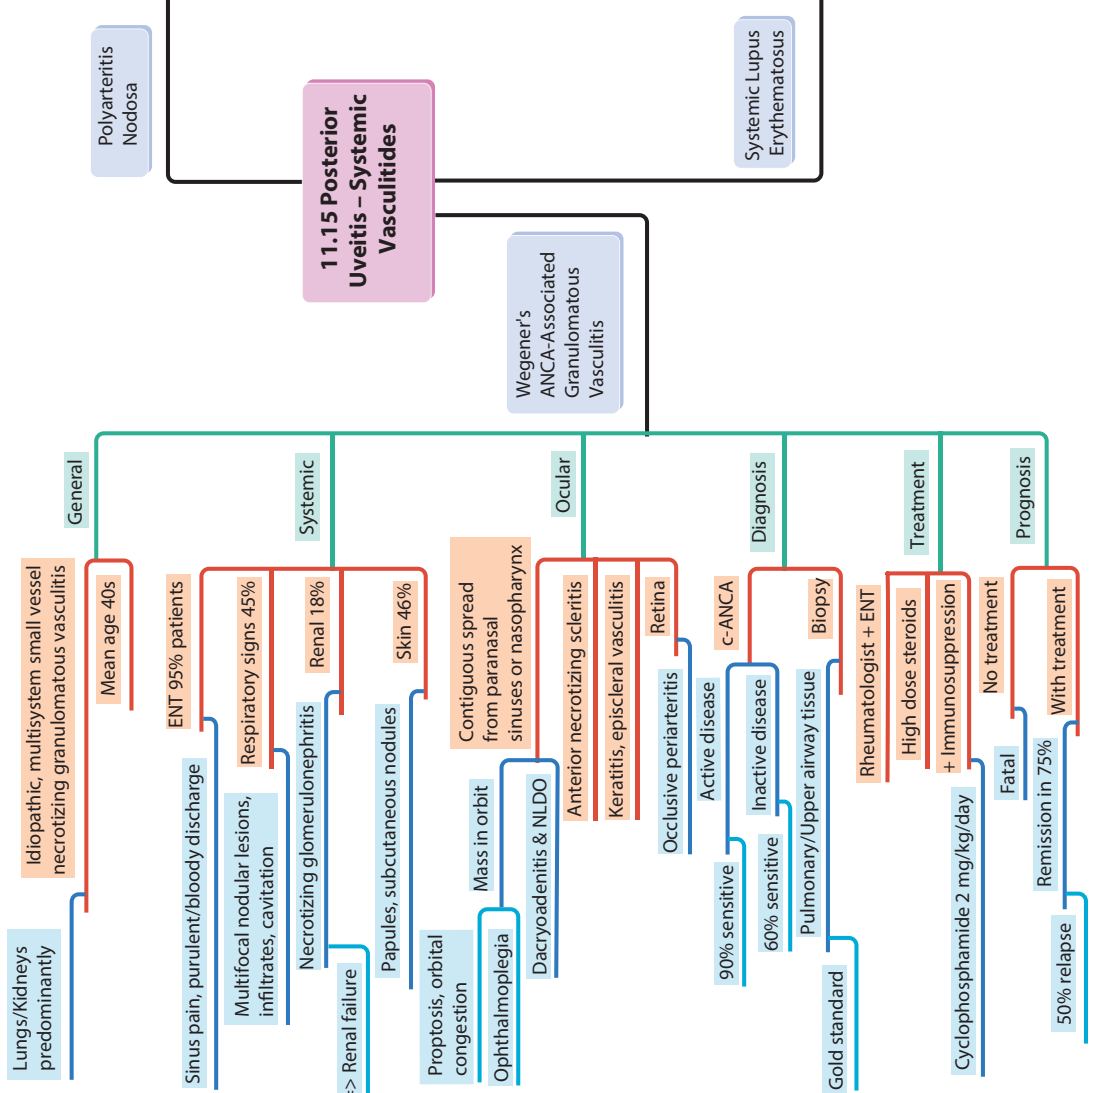 11.15 Posterior
Uveitis – Systemic
Vasculitides
Polyarteritis
Nodosa
Systemic Lupus
Erythematosus
Wegener's
ANCA-Associated
Granulomatous
Vasculitis
General
Idiopathic, multisystem small vessel
necrotizing granulomatous vasculitis
Lungs/Kidneys
predominantly
Mean age 40s
Systemic
ENT 95% patients
Sinus pain, purulent/bloody discharge
Respiratory signs 45%
Multifocal nodular lesions,
infiltrates, cavitation
Renal 18%
Necrotizing glomerulonephritis
=> Renal failure
Skin 46%
Papules, subcutaneous nodules
Ocular
Contiguous spread
from paranasal
sinuses or nasopharynx
Mass in orbit
Proptosis, orbital
congestion
Ophthalmoplegia
Dacryoadenitis & NLDO
Anterior necrotizing scleritis
Keratitis, episcleral vasculitis
Retina
Occlusive periarteritis
Diagnosis
c-ANCA
Active disease
90% sensitive
Inactive disease
60% sensitive
Biopsy
Pulmonary/Upper airway tissue
Gold standard
Treatment
Rheumatologist + ENT
High dose steroids
+ Immunosuppression
Cyclophosphamide 2 mg/kg/day
Prognosis
No treatment
Fatal
With treatment
Remission in 75%
50% relapse